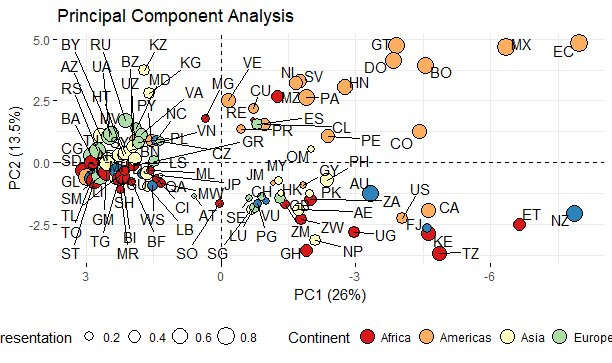 Principal Component Analysis
5.0
2.5
0.0
-2.5
PC2 (13.5%)
BY RU KZ
AZ UA BZ KG VE
GT MX EC
DO BO
RS HT UZ MD VA MG CU NL SV HN
MZ PA
BA PY NC
VN ES CL
PR PE CO
CG BN PL GR
SD LS CZ OM
GL ML JM MY GY PH
SM LI QA MW JP CH HK PK AU US
TL SH CI AT SE VU ZA CA
GM WS AE FJ ET NZ
TO BI LB LU PG ZM ZW UG KE
TG BF
ST MR SO SG GH NP TZ
3
0
-3
-6
PC1 (26%)
resentation 0.2 0.4 0.6 0.8 Continent Africa Americas Asia Europe